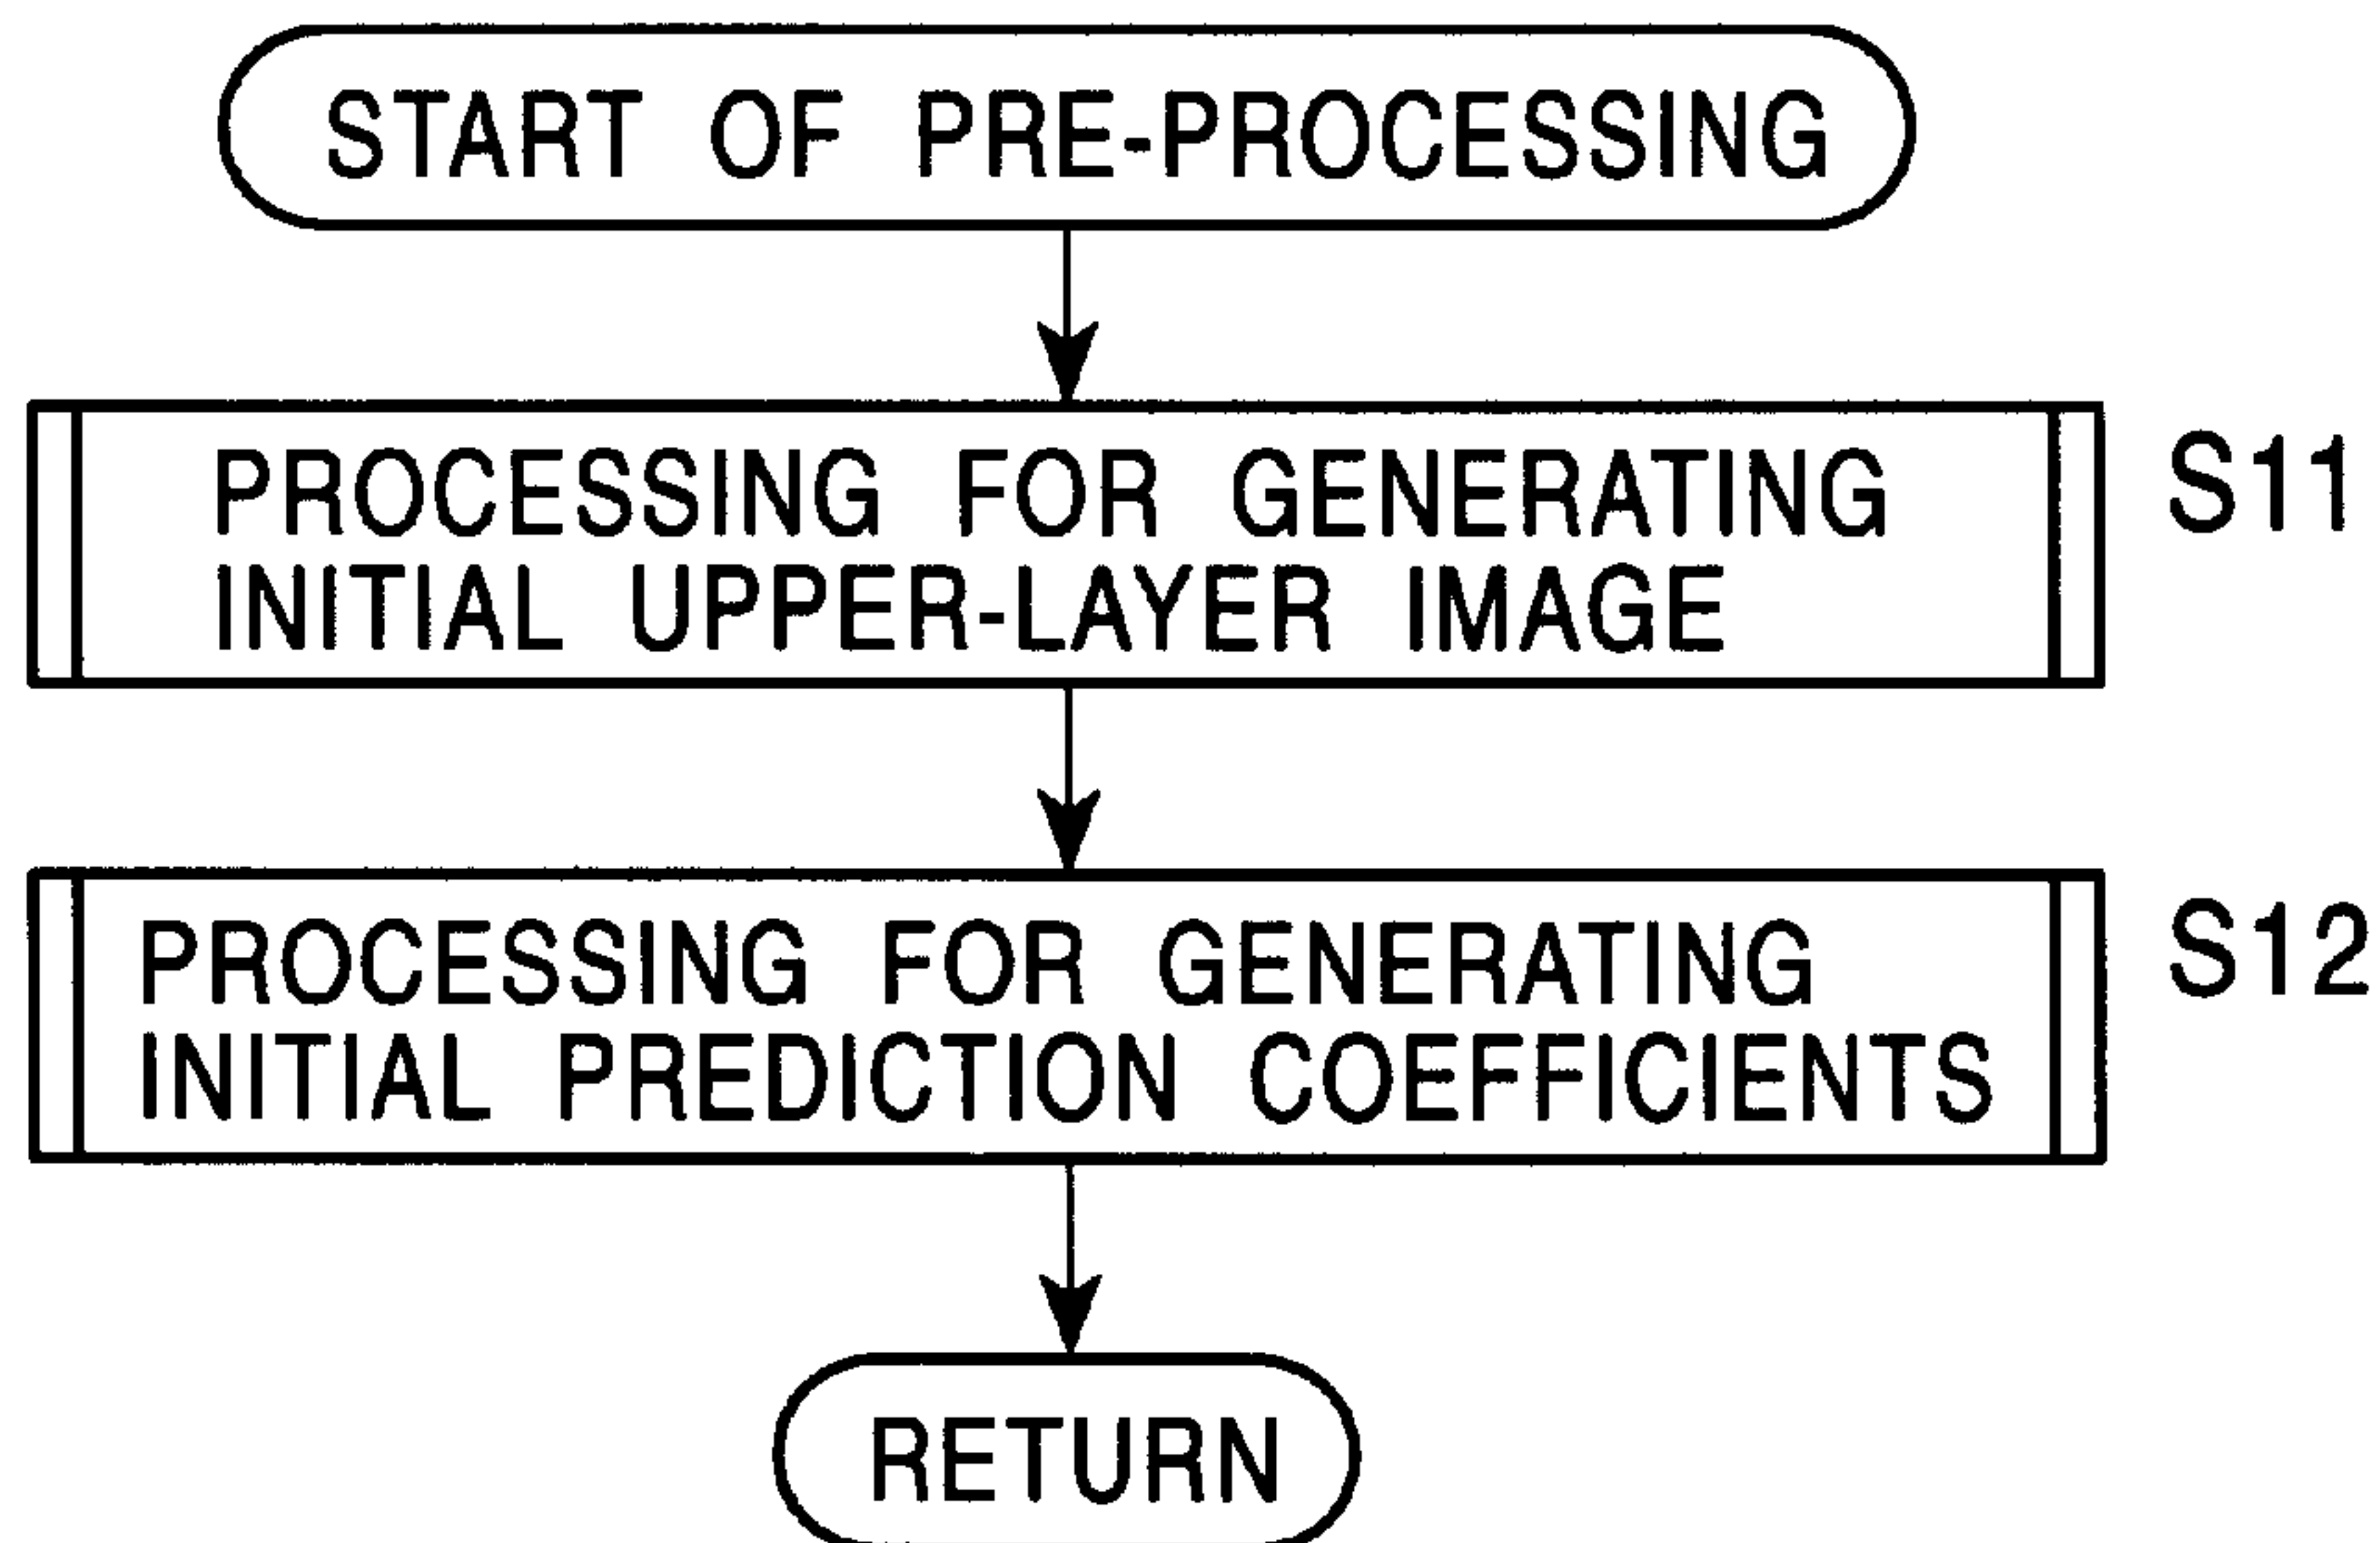 START OF PRE-PROCESSING
PROCESSING FOR GENERATING
INITIAL UPPER-LAYER IMAGE
S11
PROCESSING FOR GENERATING
INITIAL PREDICTION COEFFICIENTS
S12
RETURN